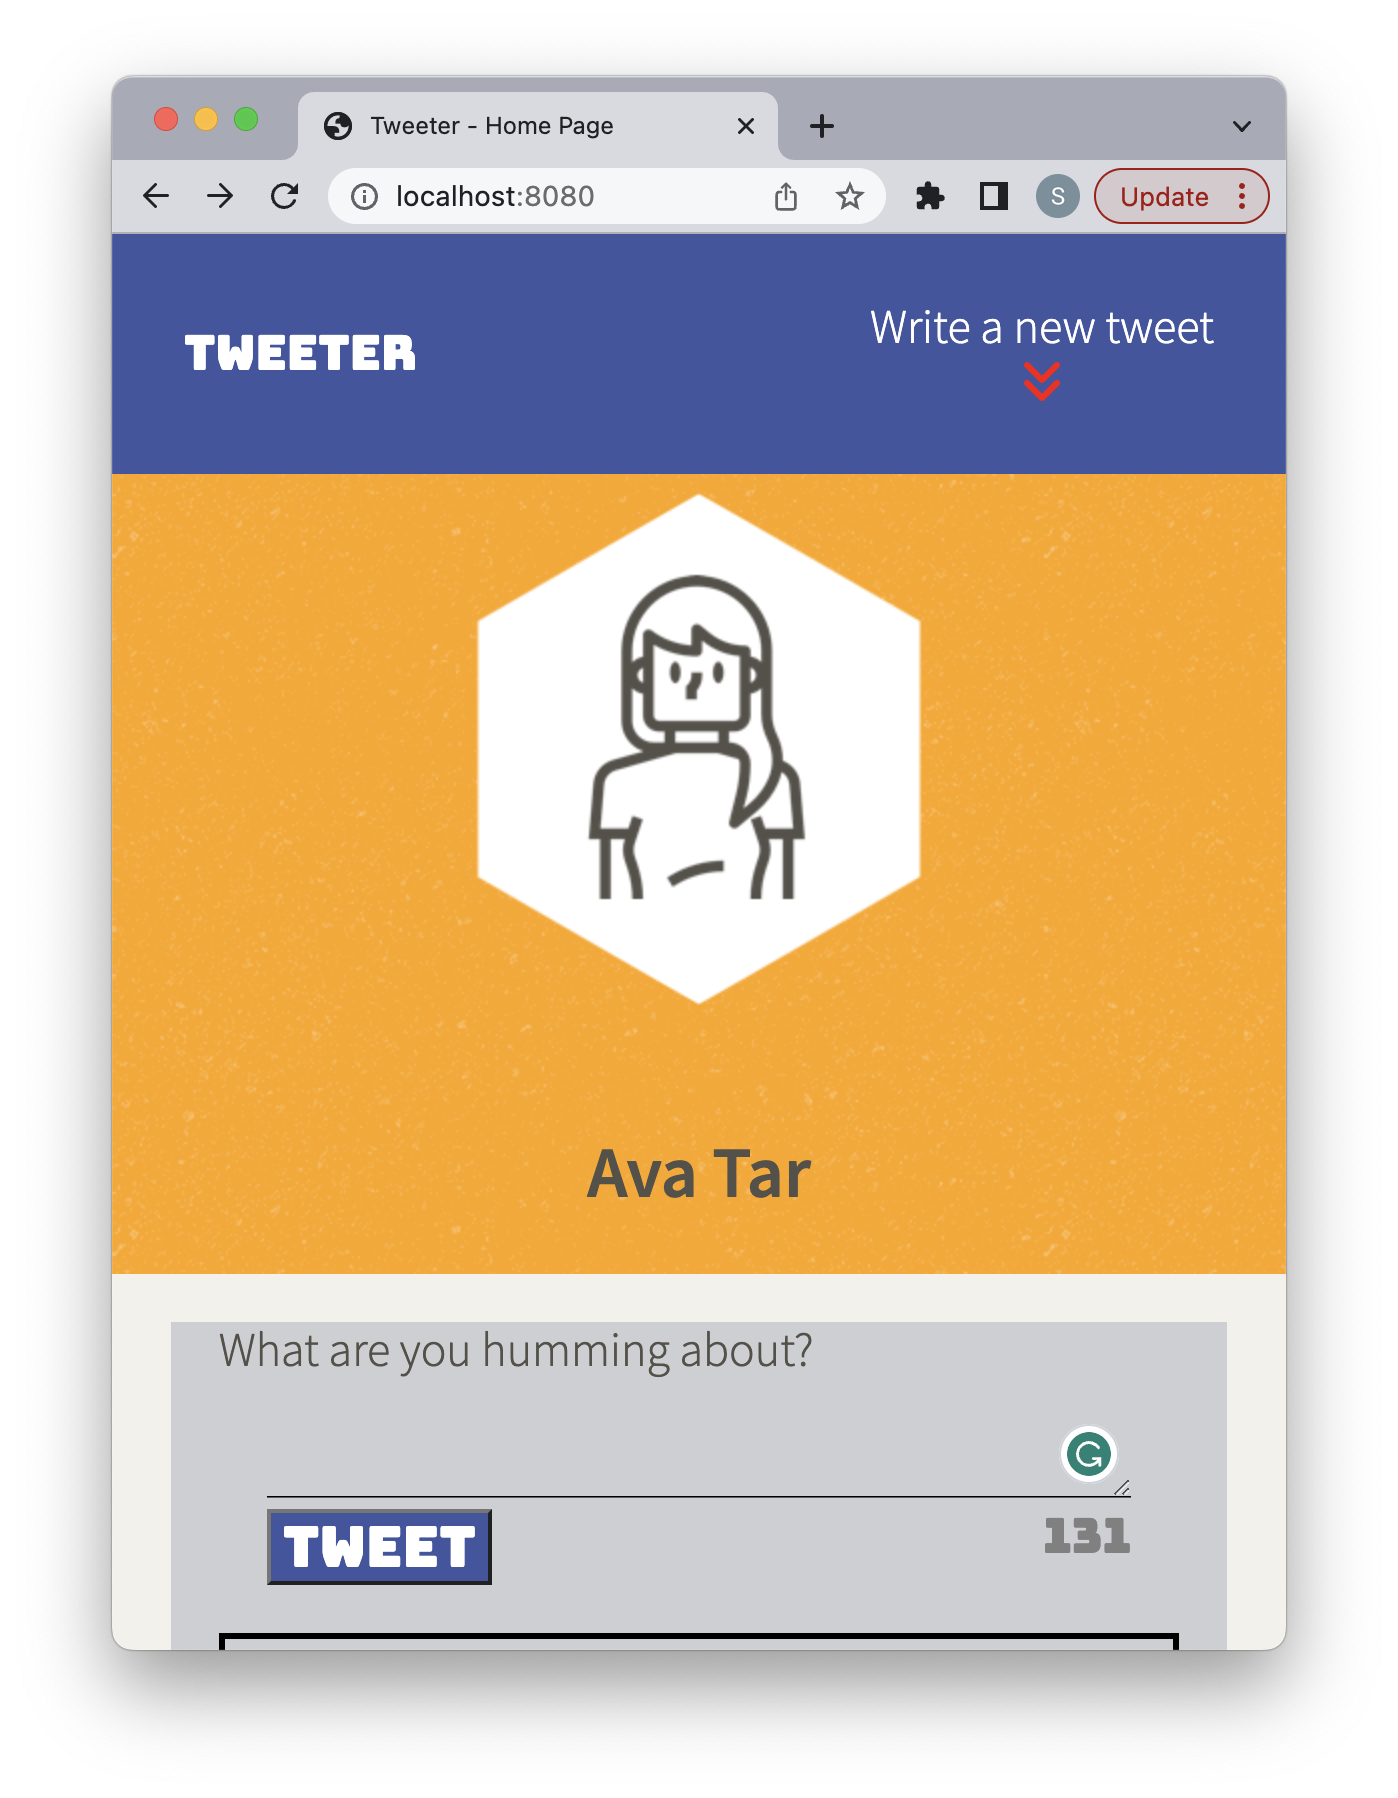 Tweeter - Home Page
localhost:8080
S
Update
TWEETER
Write a new tweet
Ava Tar
What are you humming about?
G
TWEET
131